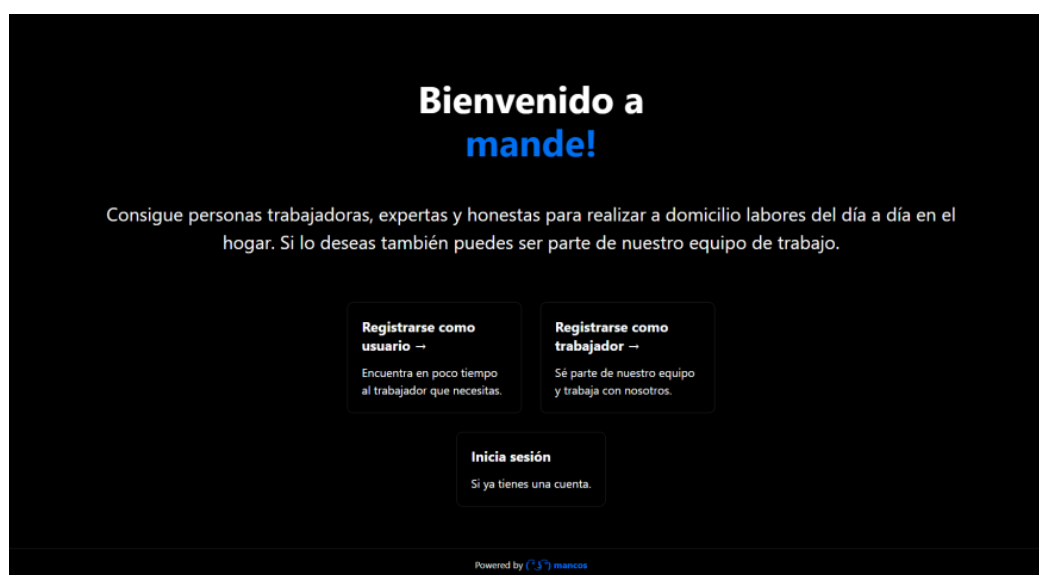 Bienvenido a
mande!
Consigue personas trabajadoras, expertas y honestas para realizar a domicilio labores del día a día en el
hogar. Si lo deseas también puedes ser parte de nuestro equipo de trabajo.
Registrarse como
usuario →
Encuentra en poco tiempo
al trabajador que necesitas.
Registrarse como
trabajador →
Sé parte de nuestro equipo
y trabaja con nosotros.
Inicia sesión
Si ya tienes una cuenta.
Powered by ( ͡° ͜ʖ ͡°) mancos